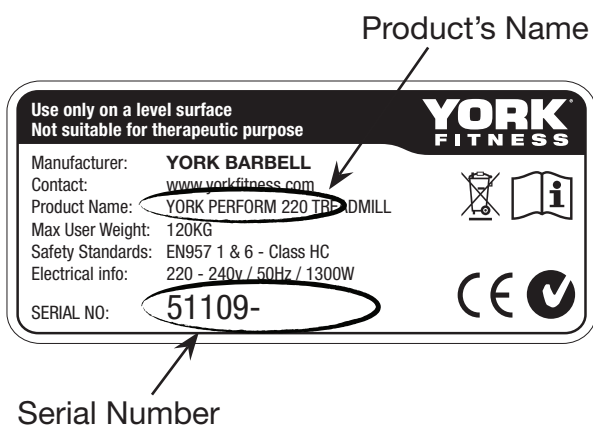 Product's Name
Use only on a level surface
Not suitable for therapeutic purpose
YORK
FITNESS
Manufacturer: YORK BARBELL
Contact: www.yorkfitness.com
Product Name: YORK PERFORM 220 TREADMILL
Max User Weight: 120KG
Safety Standards: EN957 1 & 6 - Class HC
Electrical info: 220 - 240v / 50Hz / 1300W
SERIAL NO: 51109-
i
CE
Serial Number